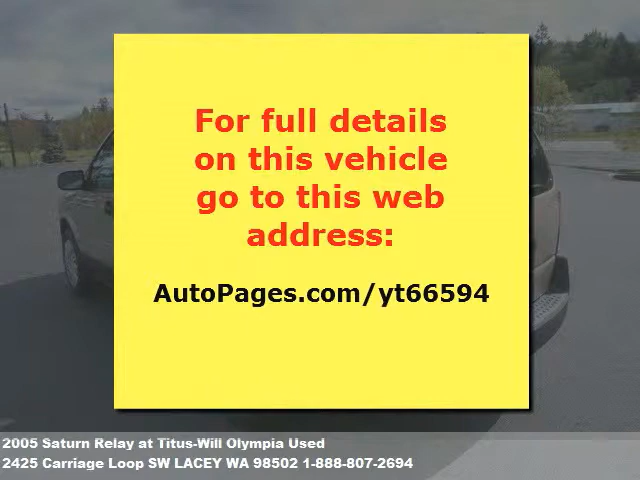 For full details
on this vehicle
go to this web
address:
AutoPages.com/yt66594
2005 Saturn Relay at Titus-Will Olympia Used
2425 Carriage Loop SW LACEY WA 98502 1-888-807-2694